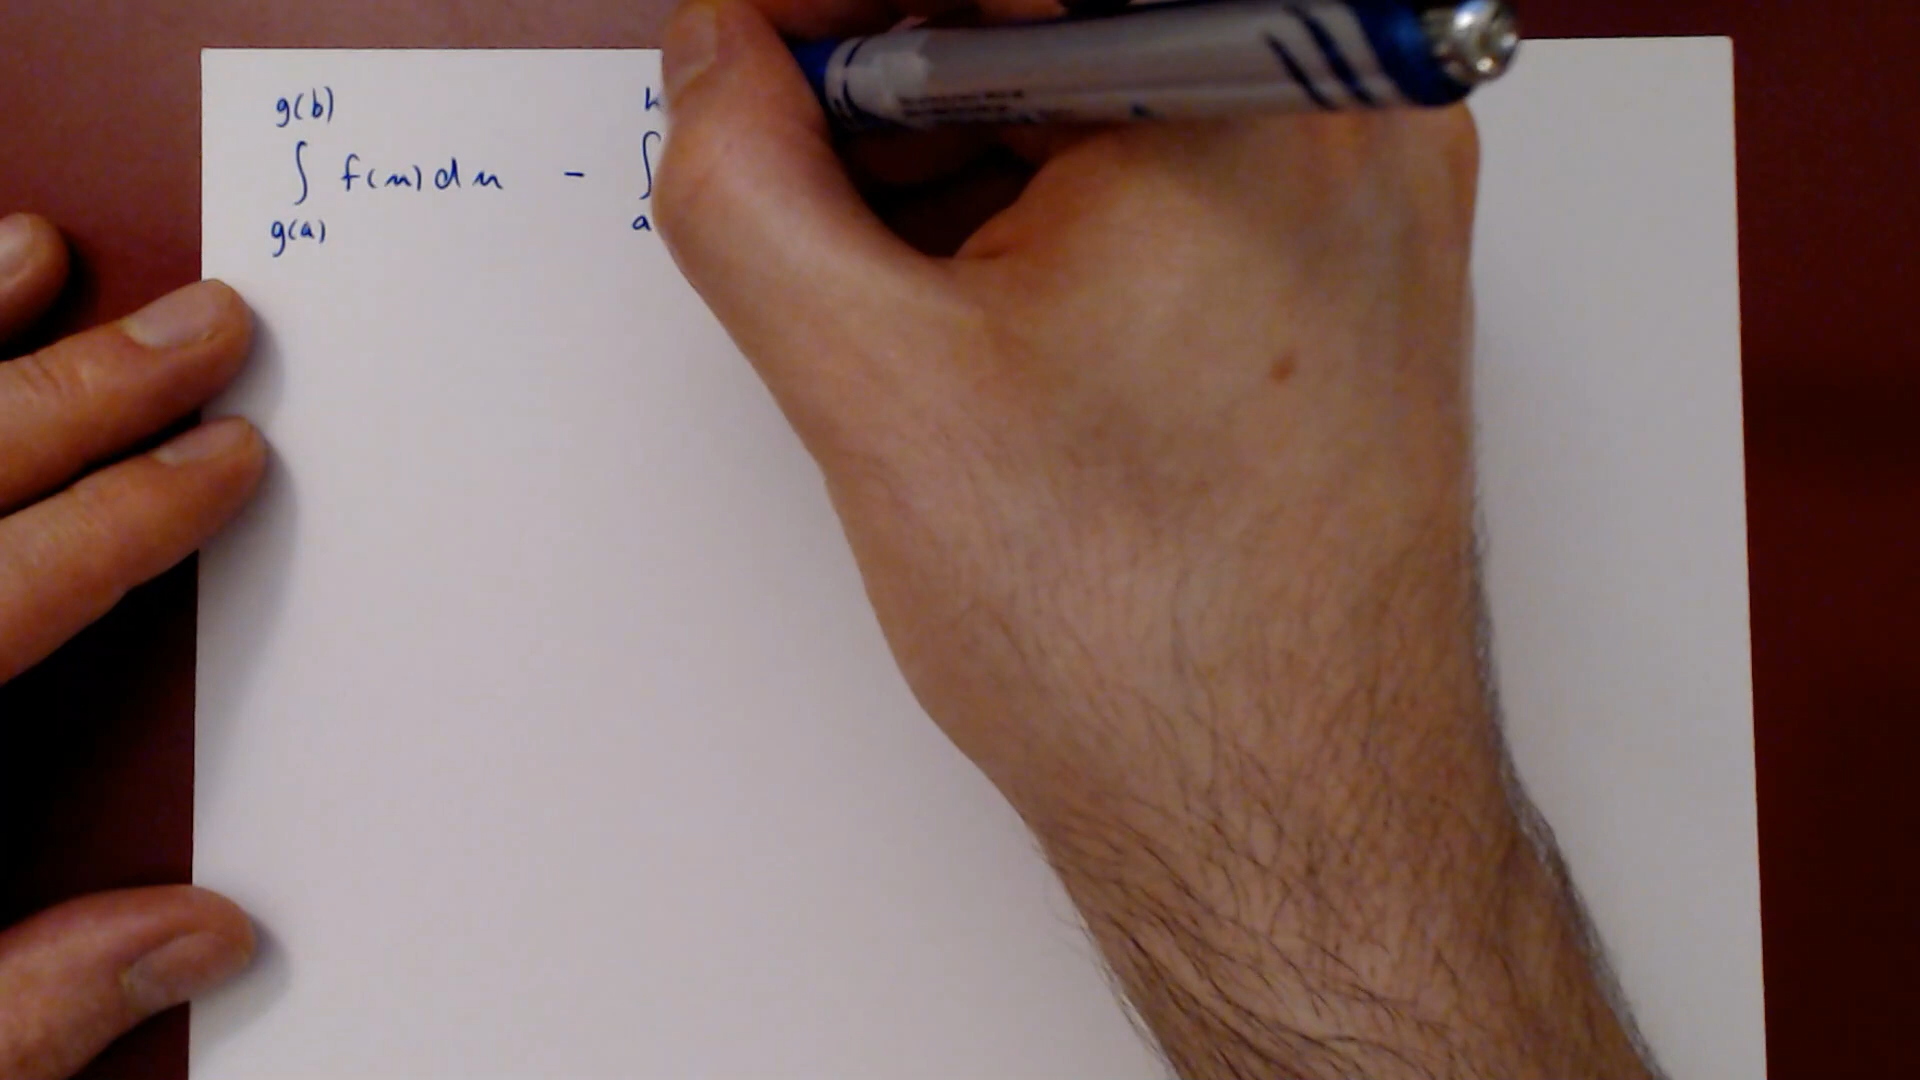 g(b)
∫ f(u) du - ∫
g(a) a